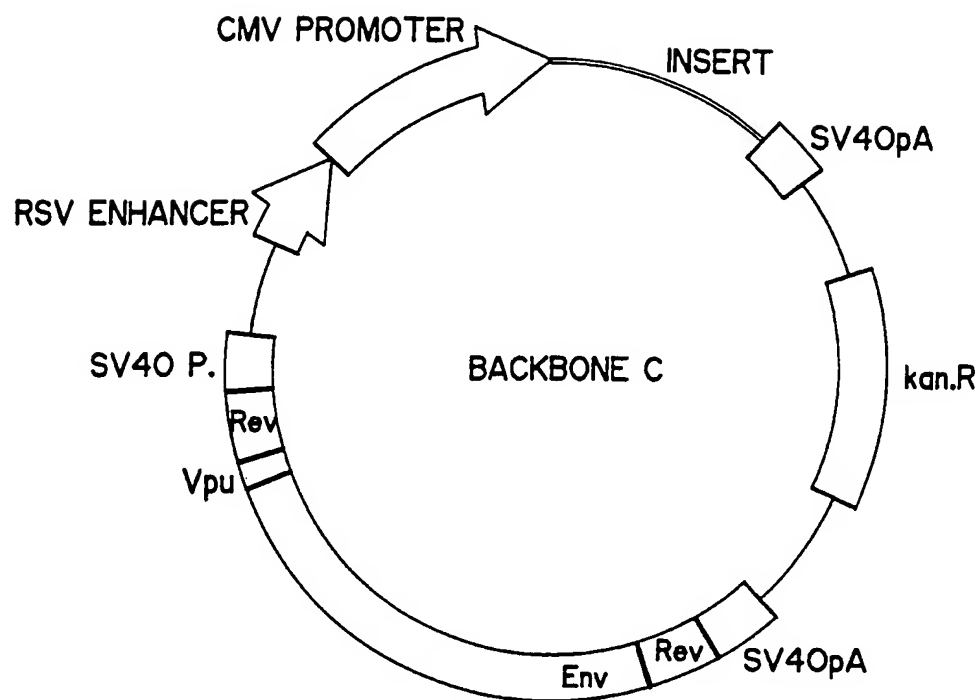 CMV PROMOTER
INSERT
SV40pA
RSV ENHANCER
SV40 P.
BACKBONE C
kan.R
Rev
Vpu
Env
Rev
SV40pA